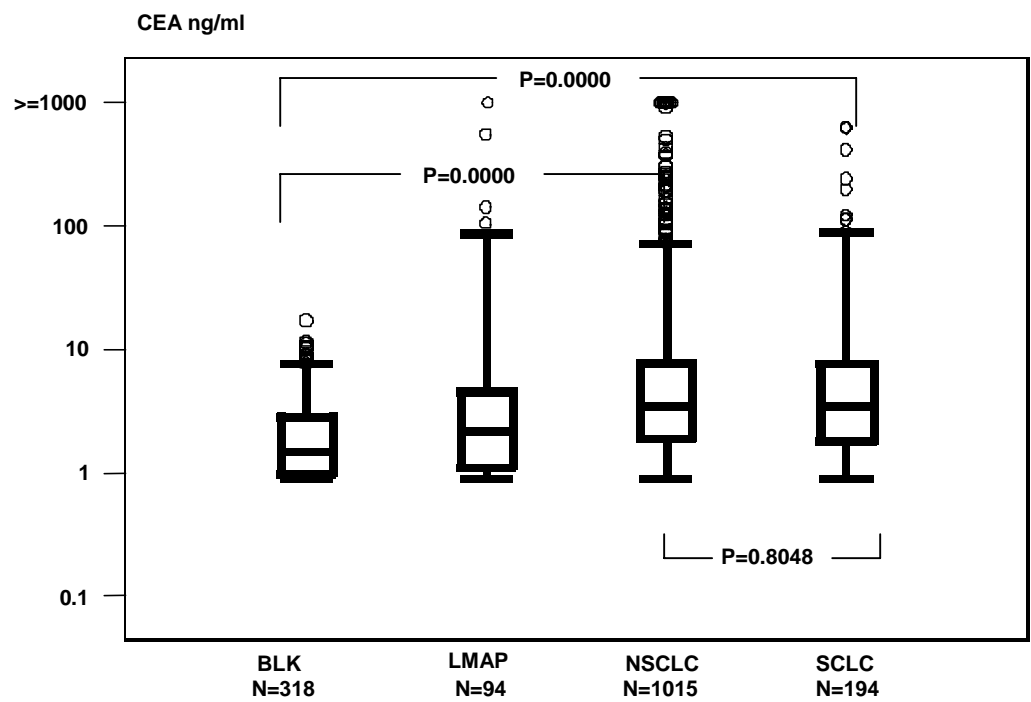 CEA ng/ml
P=0.0000
>=1000
P=0.0000
100
10
1
P=0.8048
0.1
BLK LMAP NSCLC SCLC
N=318 N=94 N=1015 N=194